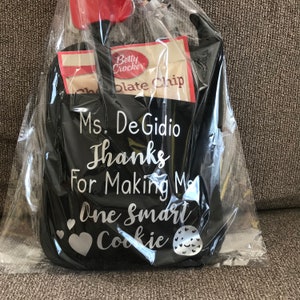 Betty
Crocker
Chocolate Chip
Ms. DeGidio
Thanks
For Making Me
One Smart
Cookie